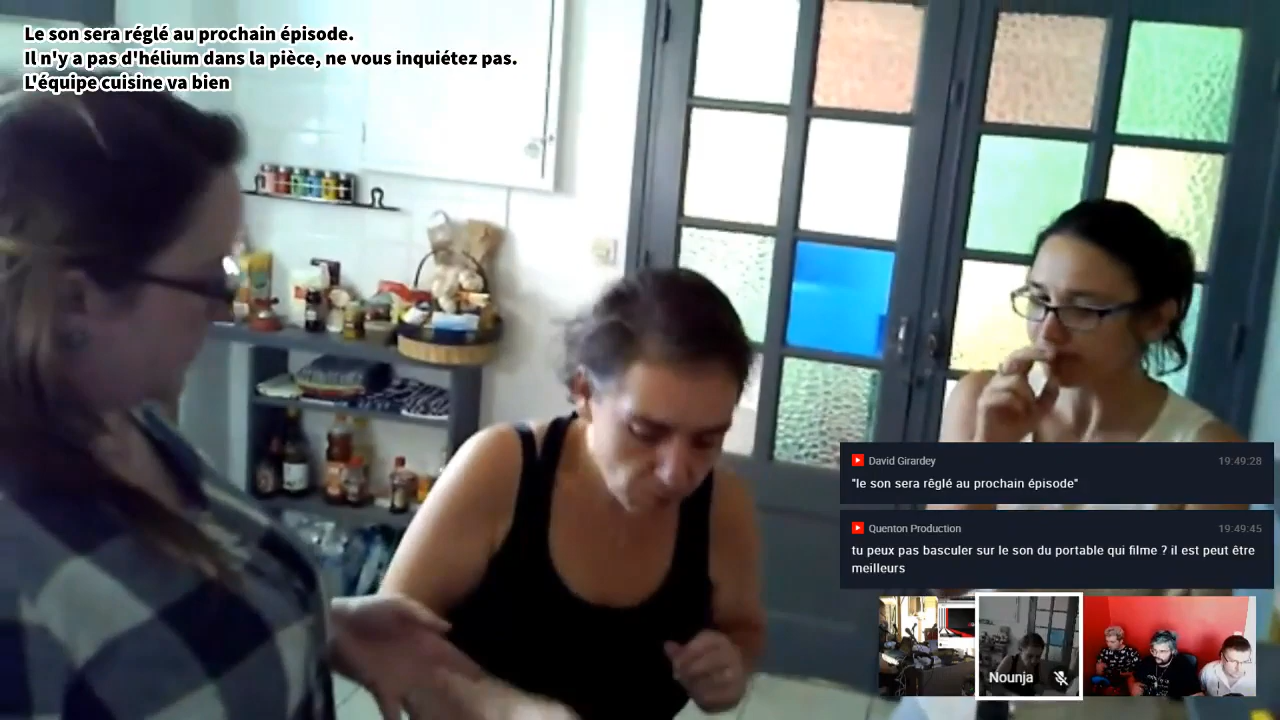 Le son sera réglé au prochain épisode.
Il n'y a pas d'hélium dans la pièce, ne vous inquiétez pas.
L'équipe cuisine va bien
David Girardey 19:49:28
"le son sera rêglé au prochain épisode"
Quenton Production 19:49:45
tu peux pas basculer sur le son du portable qui filme ? il est peut être
meilleurs
Nounja